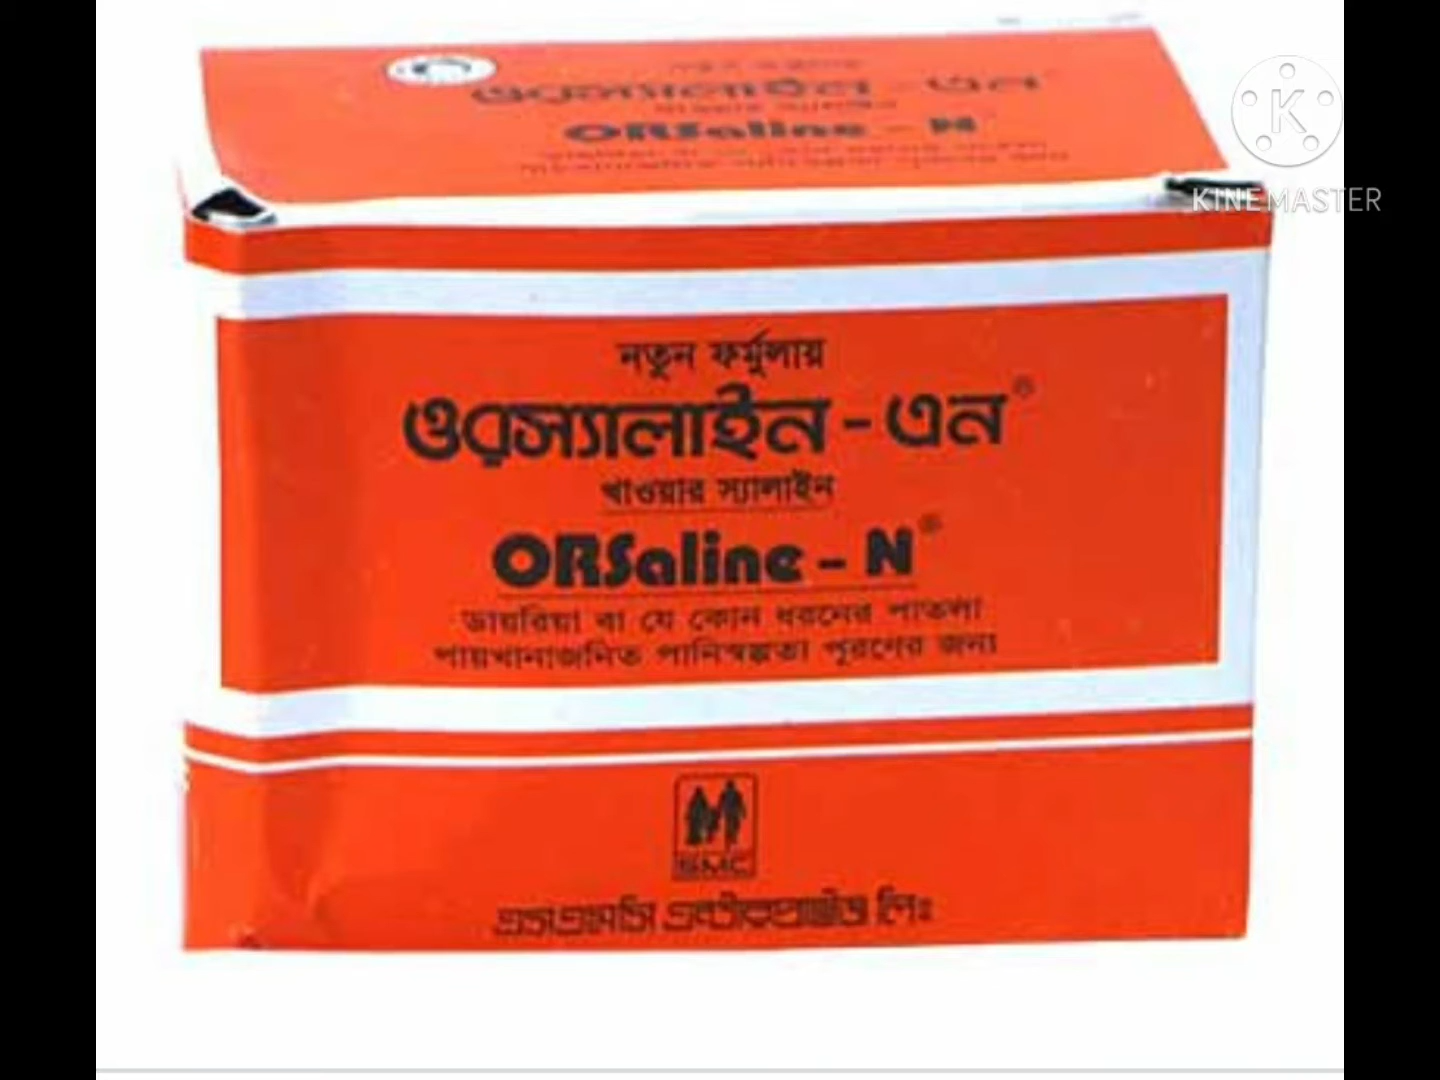 ওরস্যালাইন - এন
ORSaline - N
KINEMASTER
নতুন ফর্মুলায়
ওরস্যালাইন - এন®
খাওয়ার স্যালাইন
ORSaline - N®
ডায়রিয়া বা যে কোন ধরনের পাতলা
পায়খানাজনিত পানিস্বল্পতা পূরণের জন্য
SMC
এসএমসি এন্টারপ্রাইজ লিঃ